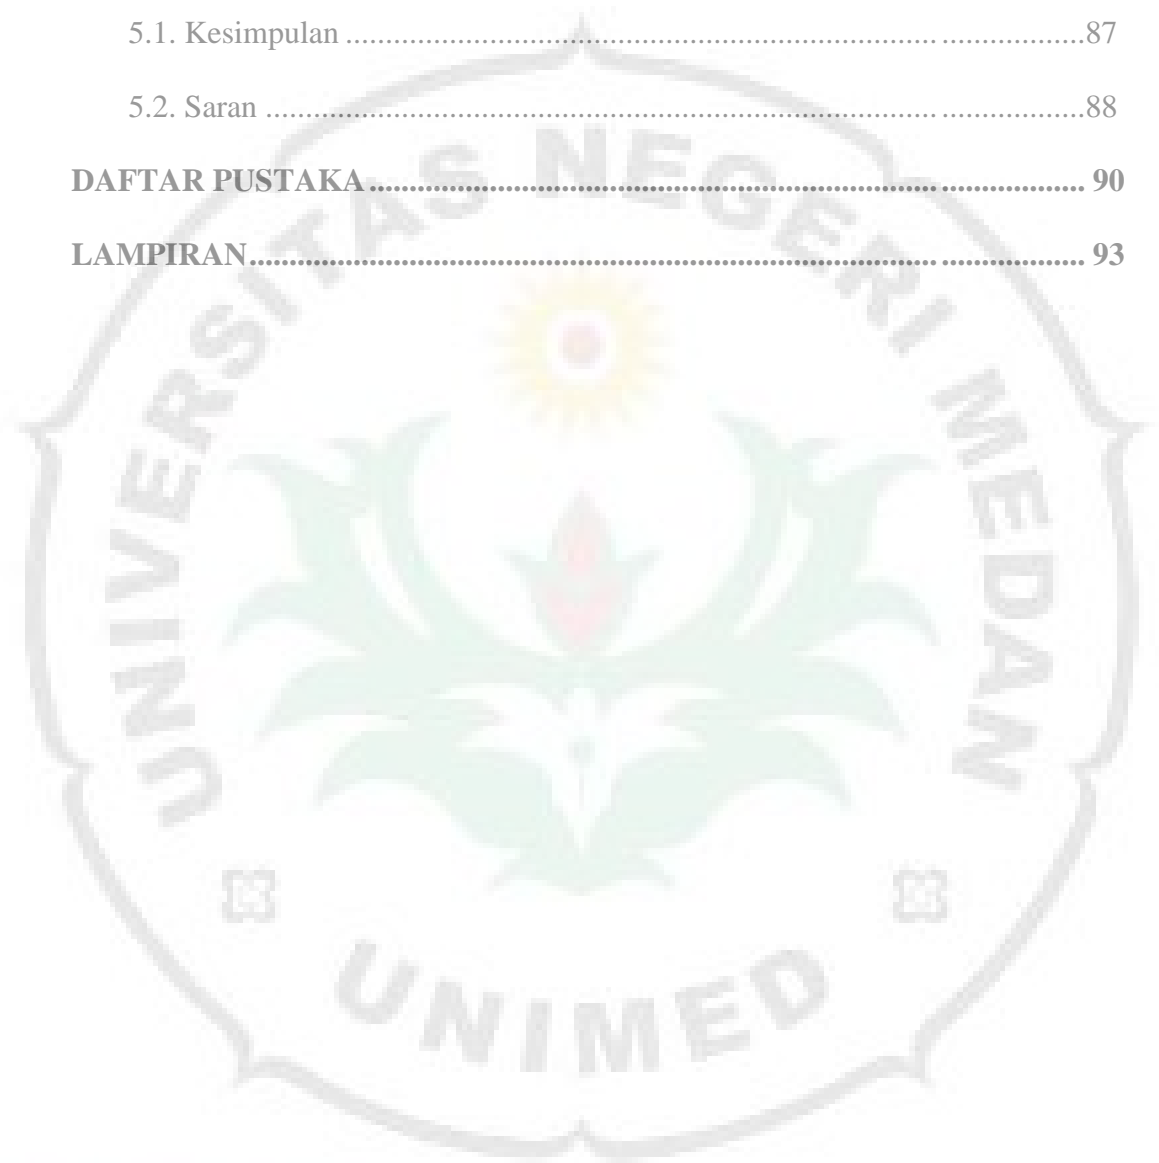 5.1. Kesimpulan ........................................................................... ..................87
5.2. Saran ..................................................................................... ..................88
DAFTAR PUSTAKA ....................................................................... .................. 90
LAMPIRAN....................................................................................... .................. 93
UNIVERSITAS NEGERI MEDAN
UNIMED